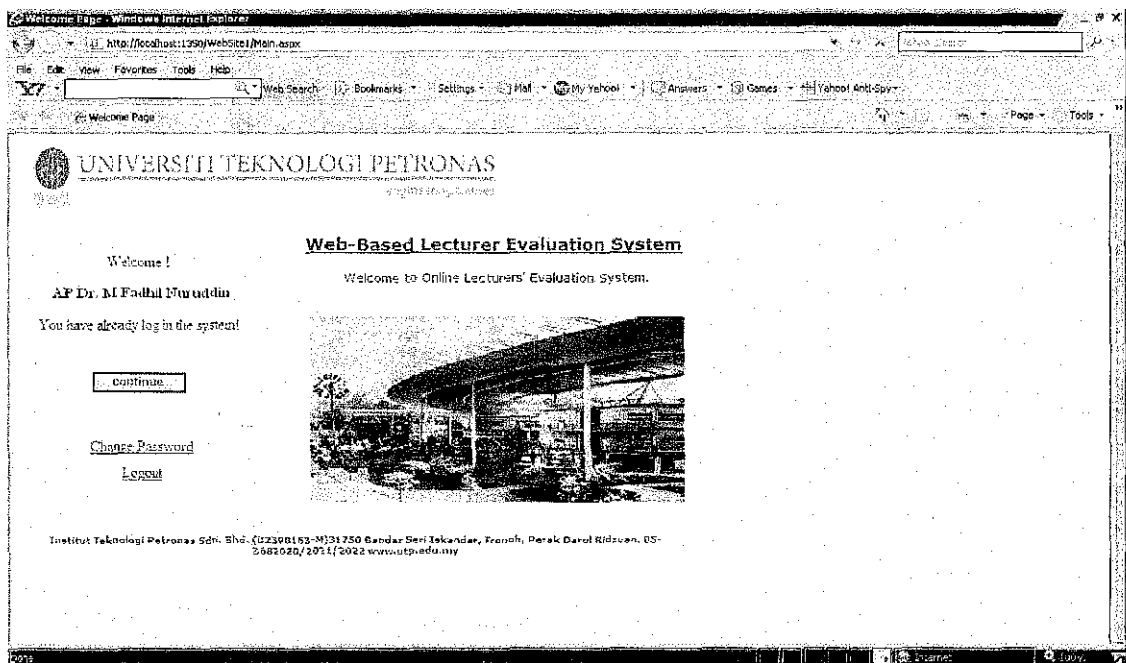 Welcome Page - Windows Internet Explorer
http://localhost:1390/WebSite1/Main.aspx
File Edit View Favorites Tools Help
Web Search Bookmarks Settings Mail My Yahoo! Answers Games Yahoo! Anti-Spy
Welcome Page Page Tools
UNIVERSITI TEKNOLOGI PETRONAS
Web-Based Lecturer Evaluation System
Welcome !
Welcome to Online Lecturers' Evaluation System.
AP Dr. M Fadhil Nuruddin
You have already log in the system!
continue
Change Password
Logout
Institut Teknologi Petronas Sdn. Bhd. 31750 Bandar Seri Iskandar, Tronoh, Perak Darul Ridzuan. 05-
/2021/2022 www.utp.edu.my
Done Internet